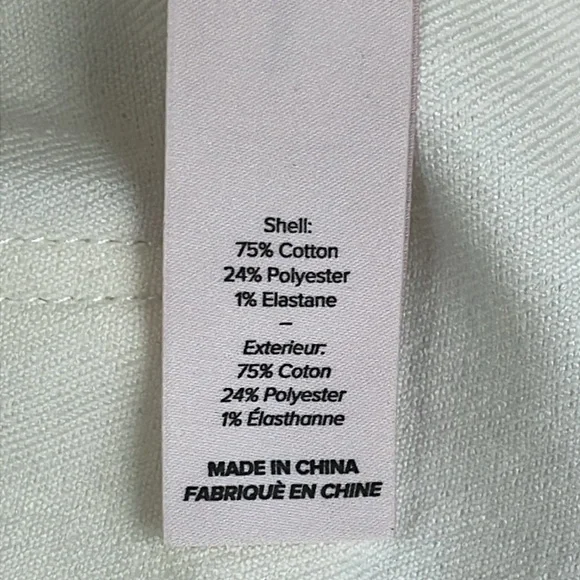 Shell:
75% Cotton
24% Polyester
1% Elastane
–
Exterieur:
75% Coton
24% Polyester
1% Élasthanne
MADE IN CHINA
FABRIQUÈ EN CHINE